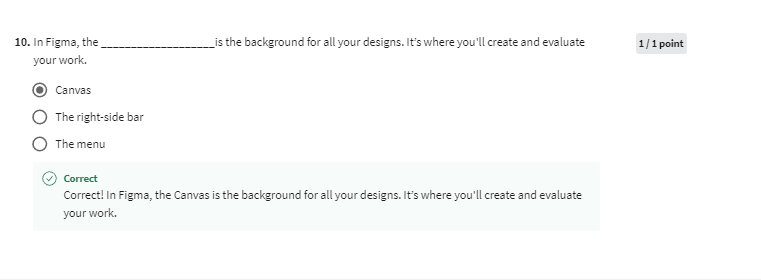 10. In Figma, the ____________________is the background for all your designs. It's where you'll create and evaluate
1 / 1 point
your work.
Canvas
The right-side bar
The menu
Correct
Correct! In Figma, the Canvas is the background for all your designs. It's where you'll create and evaluate
your work.